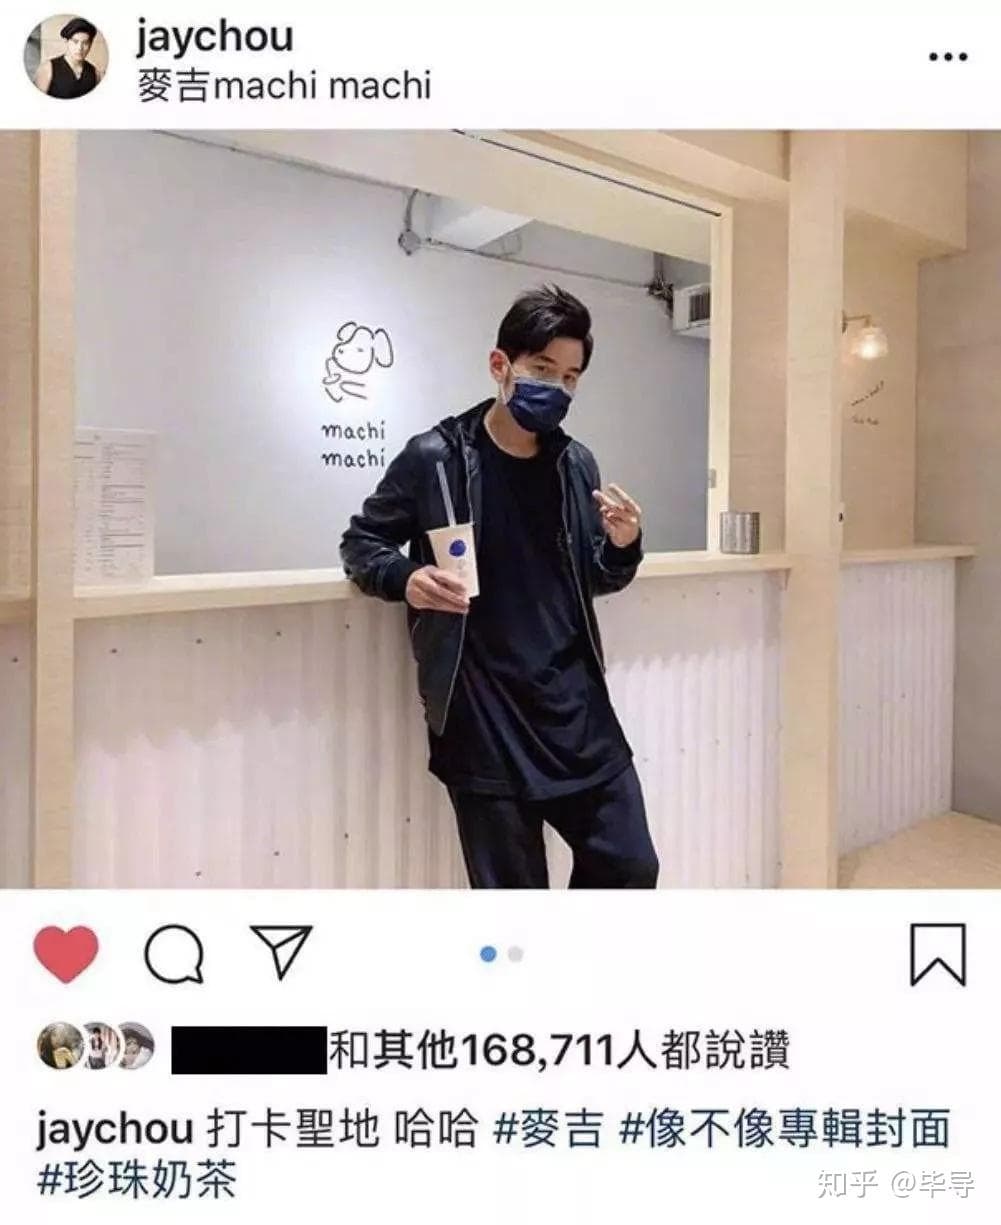 jaychou
麥吉machi machi
machi
machi
和其他168,711人都說讚
jaychou 打卡聖地 哈哈 #麥吉 #像不像專輯封面
#珍珠奶茶
知乎 @毕导